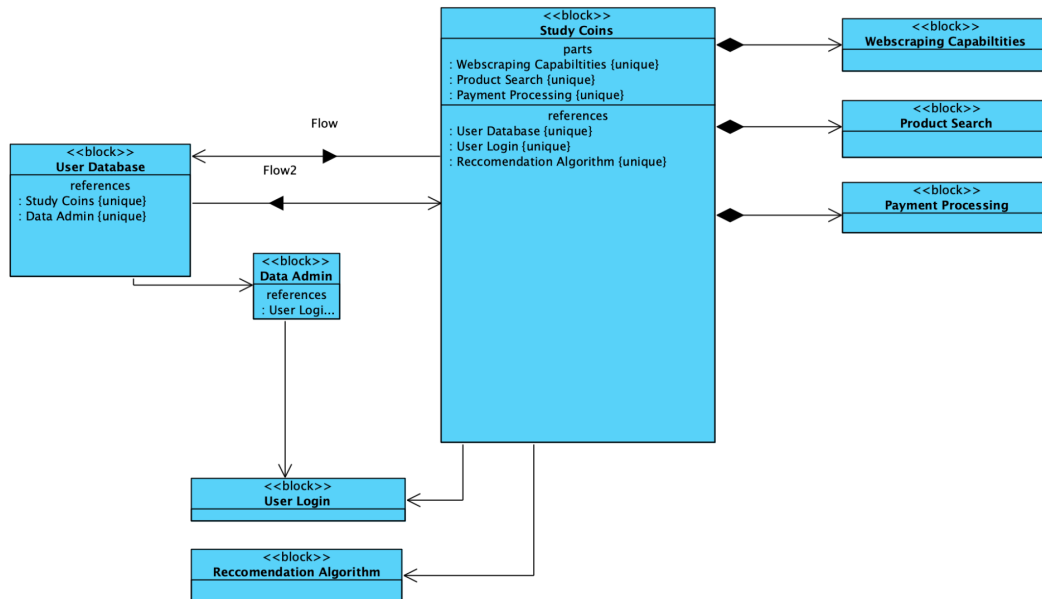 <<block>>
Study Coins
parts
: Webscraping Capabiltities {unique}
: Product Search {unique}
: Payment Processing {unique}
references
: User Database {unique}
: User Login {unique}
: Reccomendation Algorithm {unique}
<<block>>
Webscraping Capabiltities
<<block>>
Product Search
<<block>>
Payment Processing
Flow
Flow2
<<block>>
User Database
references
: Study Coins {unique}
: Data Admin {unique}
<<block>>
Data Admin
references
: User Logi...
<<block>>
User Login
<<block>>
Reccomendation Algorithm